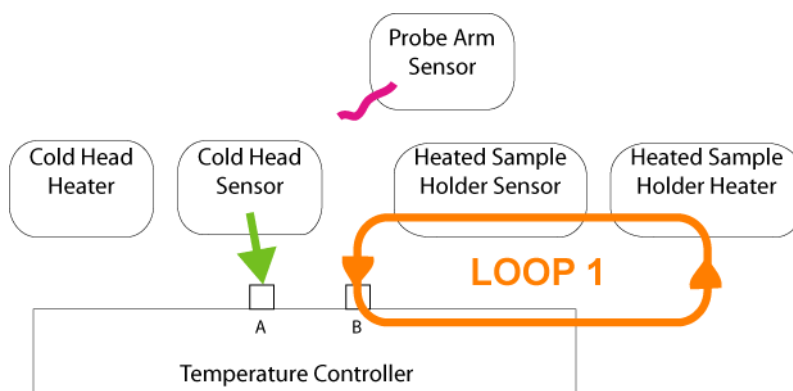 Probe Arm
Sensor
Cold Head
Heater
Cold Head
Sensor
Heated Sample
Holder Sensor
Heated Sample
Holder Heater
LOOP 1
A
B
Temperature Controller